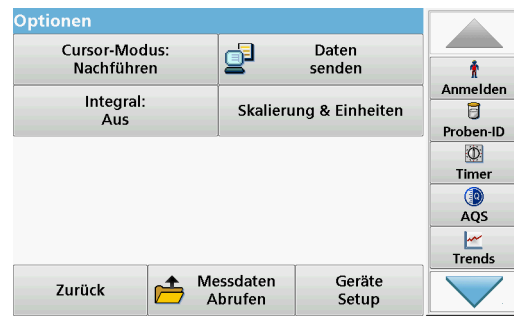 Optionen
Cursor-Modus:
Nachführen
Daten
senden
Integral:
Aus
Skalierung & Einheiten
Zurück
Messdaten
Abrufen
Geräte
Setup
Anmelden
Proben-ID
Timer
AQS
Trends